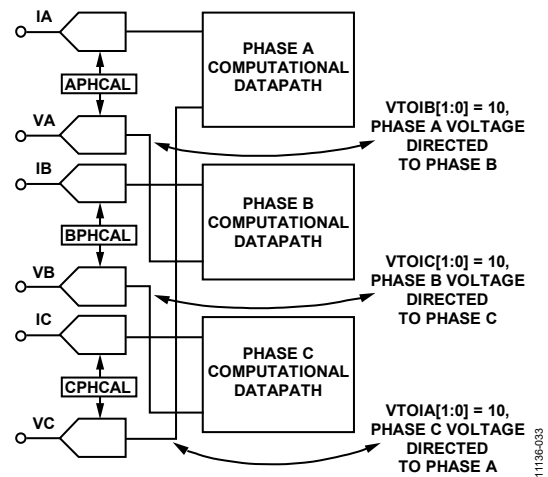 IA
PHASE A
COMPUTATIONAL
DATAPATH
APHCAL
VA
VTOIB[1:0] = 10,
PHASE A VOLTAGE
DIRECTED
TO PHASE B
IB
PHASE B
COMPUTATIONAL
DATAPATH
BPHCAL
VB
VTOIC[1:0] = 10,
PHASE B VOLTAGE
DIRECTED
TO PHASE C
IC
PHASE C
COMPUTATIONAL
DATAPATH
CPHCAL
VC
VTOIA[1:0] = 10,
PHASE C VOLTAGE
DIRECTED
TO PHASE A
11136-033